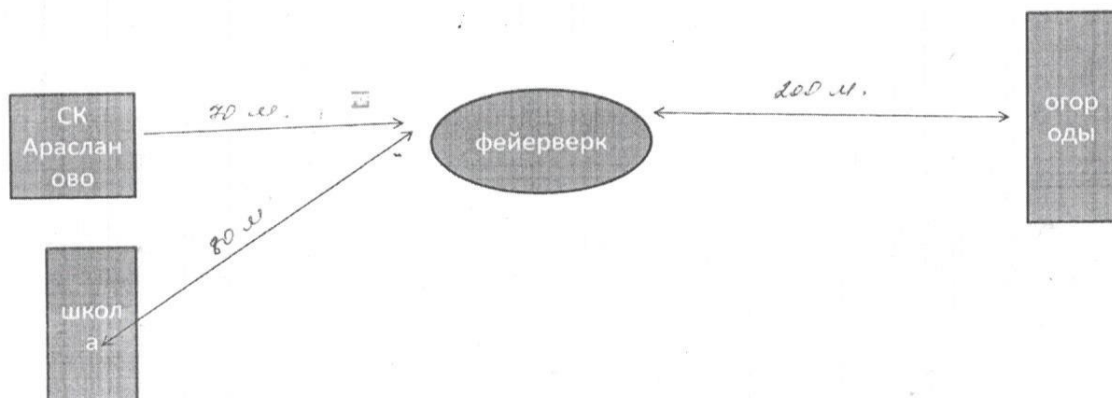 СК
Араслан
ово
70 м.
фейерверк
200 м.
огор
оды
80 м
школ
а